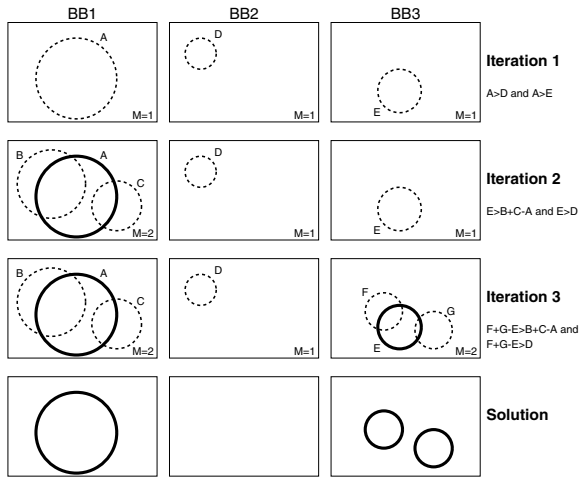 BB1 BB2 BB3
A
D
E
M=1
M=1
M=1
Iteration 1
A>D and A>E
B
A
C
D
E
M=2
M=1
M=1
Iteration 2
E>B+C-A and E>D
B
A
C
D
F
G
E
M=2
M=1
M=2
Iteration 3
F+G-E>B+C-A and
F+G-E>D
Solution